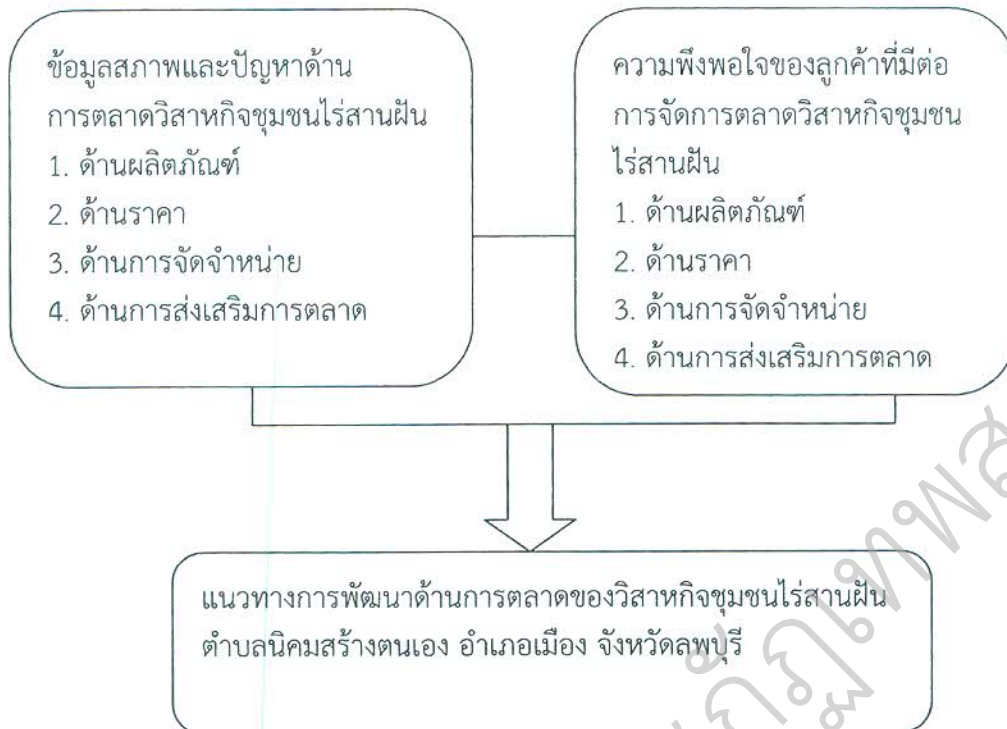 ข้อมูลสภาพและปัญหาด้าน
การตลาดวิสาหกิจชุมชนไร่สานฝัน
1. ด้านผลิตภัณฑ์
2. ด้านราคา
3. ด้านการจัดจำหน่าย
4. ด้านการส่งเสริมการตลาด
ความพึงพอใจของลูกค้าที่มีต่อ
การจัดการตลาดวิสาหกิจชุมชน
ไร่สานฝัน
1. ด้านผลิตภัณฑ์
2. ด้านราคา
3. ด้านการจัดจำหน่าย
4. ด้านการส่งเสริมการตลาด
แนวทางการพัฒนาด้านการตลาดของวิสาหกิจชุมชนไร่สานฝัน
ตำบลนิคมสร้างตนเอง อำเภอเมือง จังหวัดลพบุรี